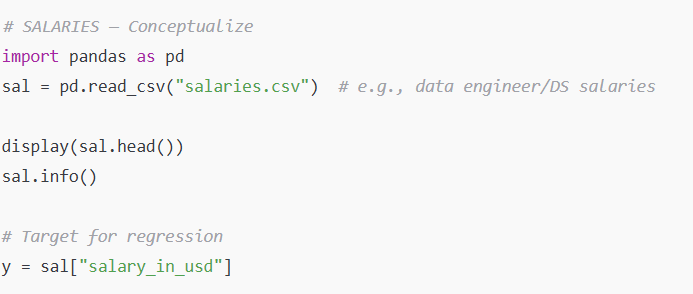 # SALARIES — Conceptualize
import pandas as pd
sal = pd.read_csv("salaries.csv")  # e.g., data engineer/DS salaries
display(sal.head())
sal.info()
# Target for regression
y = sal["salary_in_usd"]